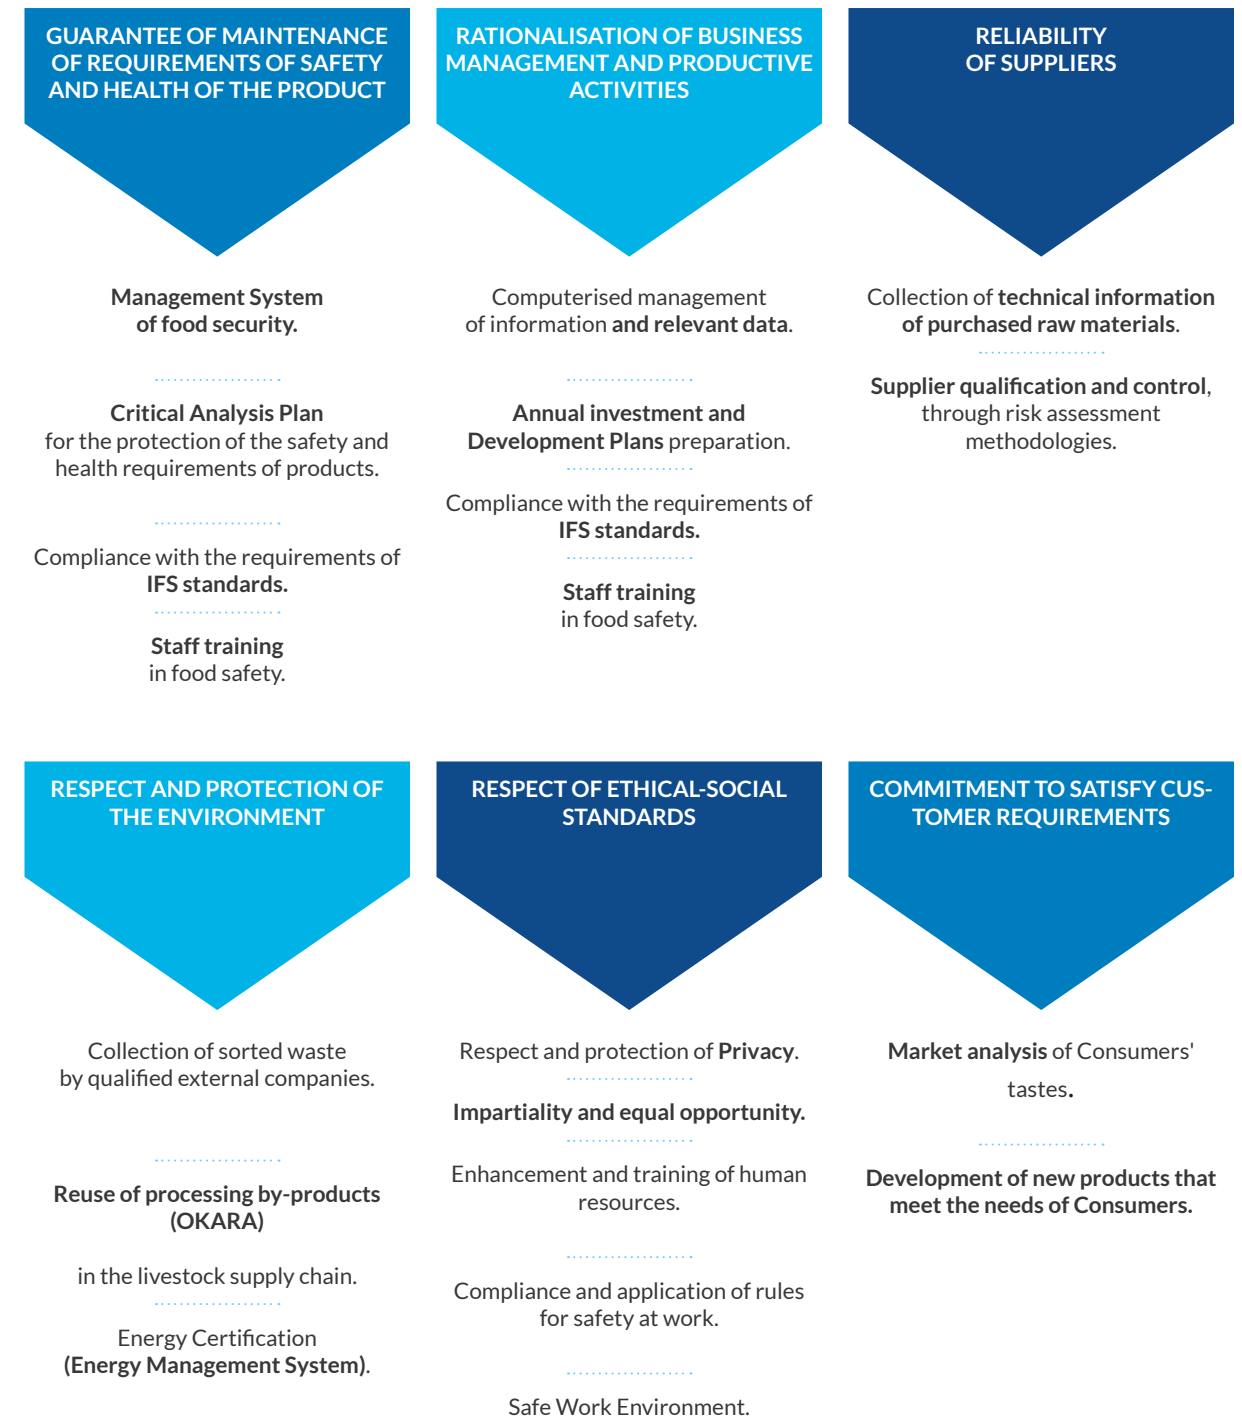 GUARANTEE OF MAINTENANCE
OF REQUIREMENTS OF SAFETY
AND HEALTH OF THE PRODUCT
Management System
of food security.
Critical Analysis Plan
for the protection of the safety and
health requirements of products.
Compliance with the requirements of
IFS standards.
Staff training
in food safety.
RATIONALISATION OF BUSINESS
MANAGEMENT AND PRODUCTIVE
ACTIVITIES
Computerised management
of information and relevant data.
Annual investment and
Development Plans preparation.
Compliance with the requirements of
IFS standards.
Staff training
in food safety.
RELIABILITY
OF SUPPLIERS
Collection of technical information
of purchased raw materials.
Supplier qualification and control,
through risk assessment
methodologies.
RESPECT AND PROTECTION OF
THE ENVIRONMENT
Collection of sorted waste
by qualified external companies.
Reuse of processing by-products
(OKARA)
in the livestock supply chain.
Energy Certification
(Energy Management System).
RESPECT OF ETHICAL-SOCIAL
STANDARDS
Respect and protection of Privacy.
Impartiality and equal opportunity.
Enhancement and training of human
resources.
Compliance and application of rules
for safety at work.
Safe Work Environment.
COMMITMENT TO SATISFY CUS-
TOMER REQUIREMENTS
Market analysis of Consumers'
tastes.
Development of new products that
meet the needs of Consumers.